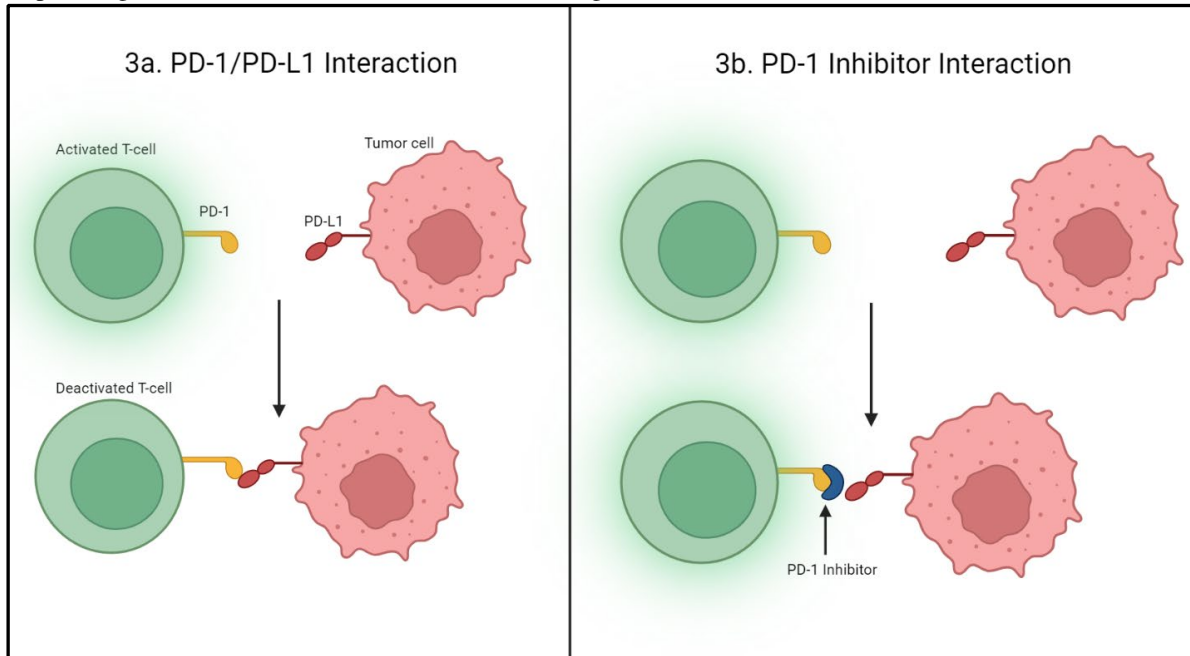 3a. PD-1/PD-L1 Interaction
Activated T-cell
Tumor cell
PD-1
PD-L1
Deactivated T-cell
3b. PD-1 Inhibitor Interaction
PD-1 Inhibitor